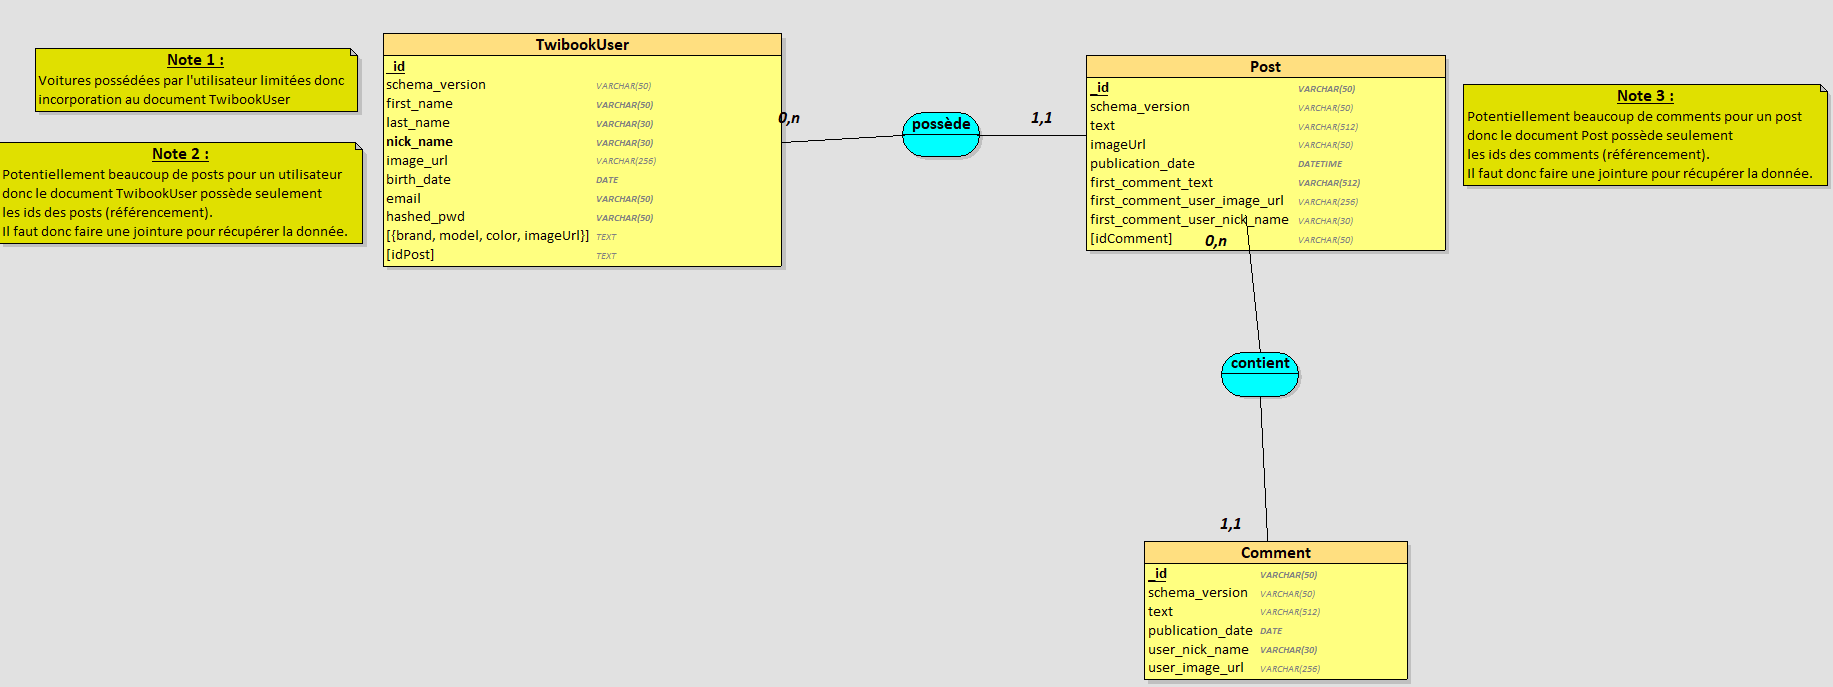 Note 1 :
Voitures possédées par l'utilisateur limitées donc
incorporation au document TwibookUser
Note 2 :
Potentiellement beaucoup de posts pour un utilisateur
donc le document TwibookUser possède seulement
les ids des posts (référencement).
Il faut donc faire une jointure pour récupérer la donnée.
TwibookUser
_id
schema_version VARCHAR(50)
first_name VARCHAR(50)
last_name VARCHAR(30)
nick_name VARCHAR(30)
image_url VARCHAR(256)
birth_date DATE
email VARCHAR(50)
hashed_pwd VARCHAR(50)
[{brand, model, color, imageUrl}] TEXT
[idPost] TEXT
0,n
possède
1,1
Post
_id VARCHAR(50)
schema_version VARCHAR(50)
text VARCHAR(512)
imageUrl VARCHAR(50)
publication_date DATETIME
first_comment_text VARCHAR(512)
first_comment_user_image_url VARCHAR(256)
first_comment_user_nick_name VARCHAR(30)
[idComment] VARCHAR(50)
0,n
Note 3 :
Potentiellement beaucoup de comments pour un post
donc le document Post possède seulement
les ids des comments (référencement).
Il faut donc faire une jointure pour récupérer la donnée.
contient
1,1
Comment
_id VARCHAR(50)
schema_version VARCHAR(50)
text VARCHAR(512)
publication_date DATE
user_nick_name VARCHAR(30)
user_image_url VARCHAR(256)